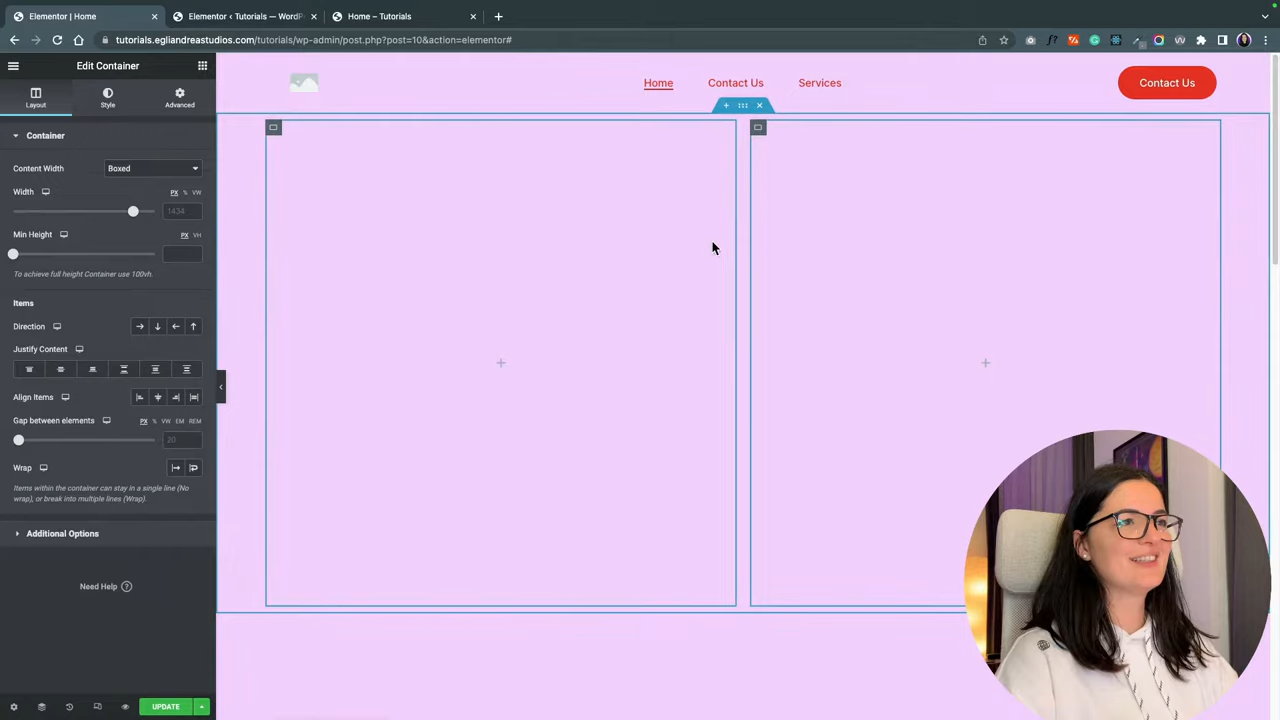 Elementor | Home
Elementor ‹ Tutorials — WordPr
Home – Tutorials
tutorials.egliandreastudios.com/tutorials/wp-admin/post.php?post=10&action=elementor#
Edit Container
Layout
Style
Advanced
Container
Content Width
Boxed
Width
PX % VW
1434
Min Height
PX VH
To achieve full height Container use 100vh.
Items
Direction
Justify Content
Align Items
Gap between elements
PX % VW EM REM
20
Wrap
Items within the container can stay in a single line (No
wrap), or break into multiple lines (Wrap).
Additional Options
Need Help ?
UPDATE
Home
Contact Us
Services
Contact Us